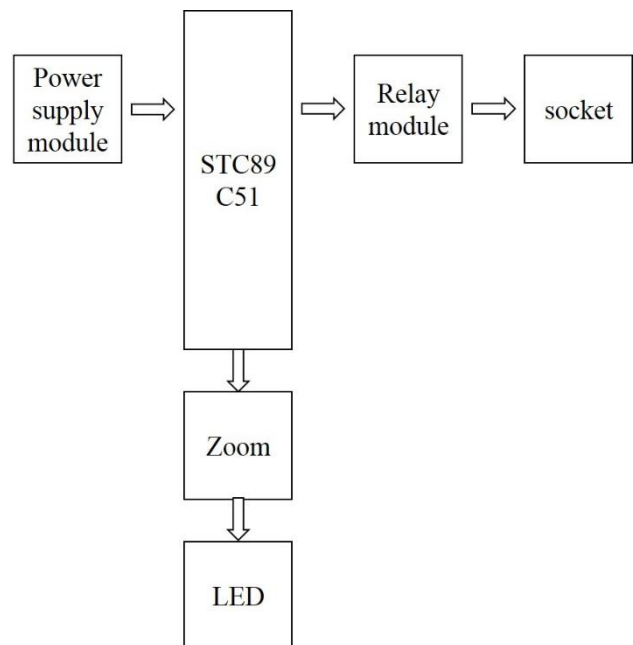 Power
supply
module
STC89
C51
Relay
module
socket
Zoom
LED